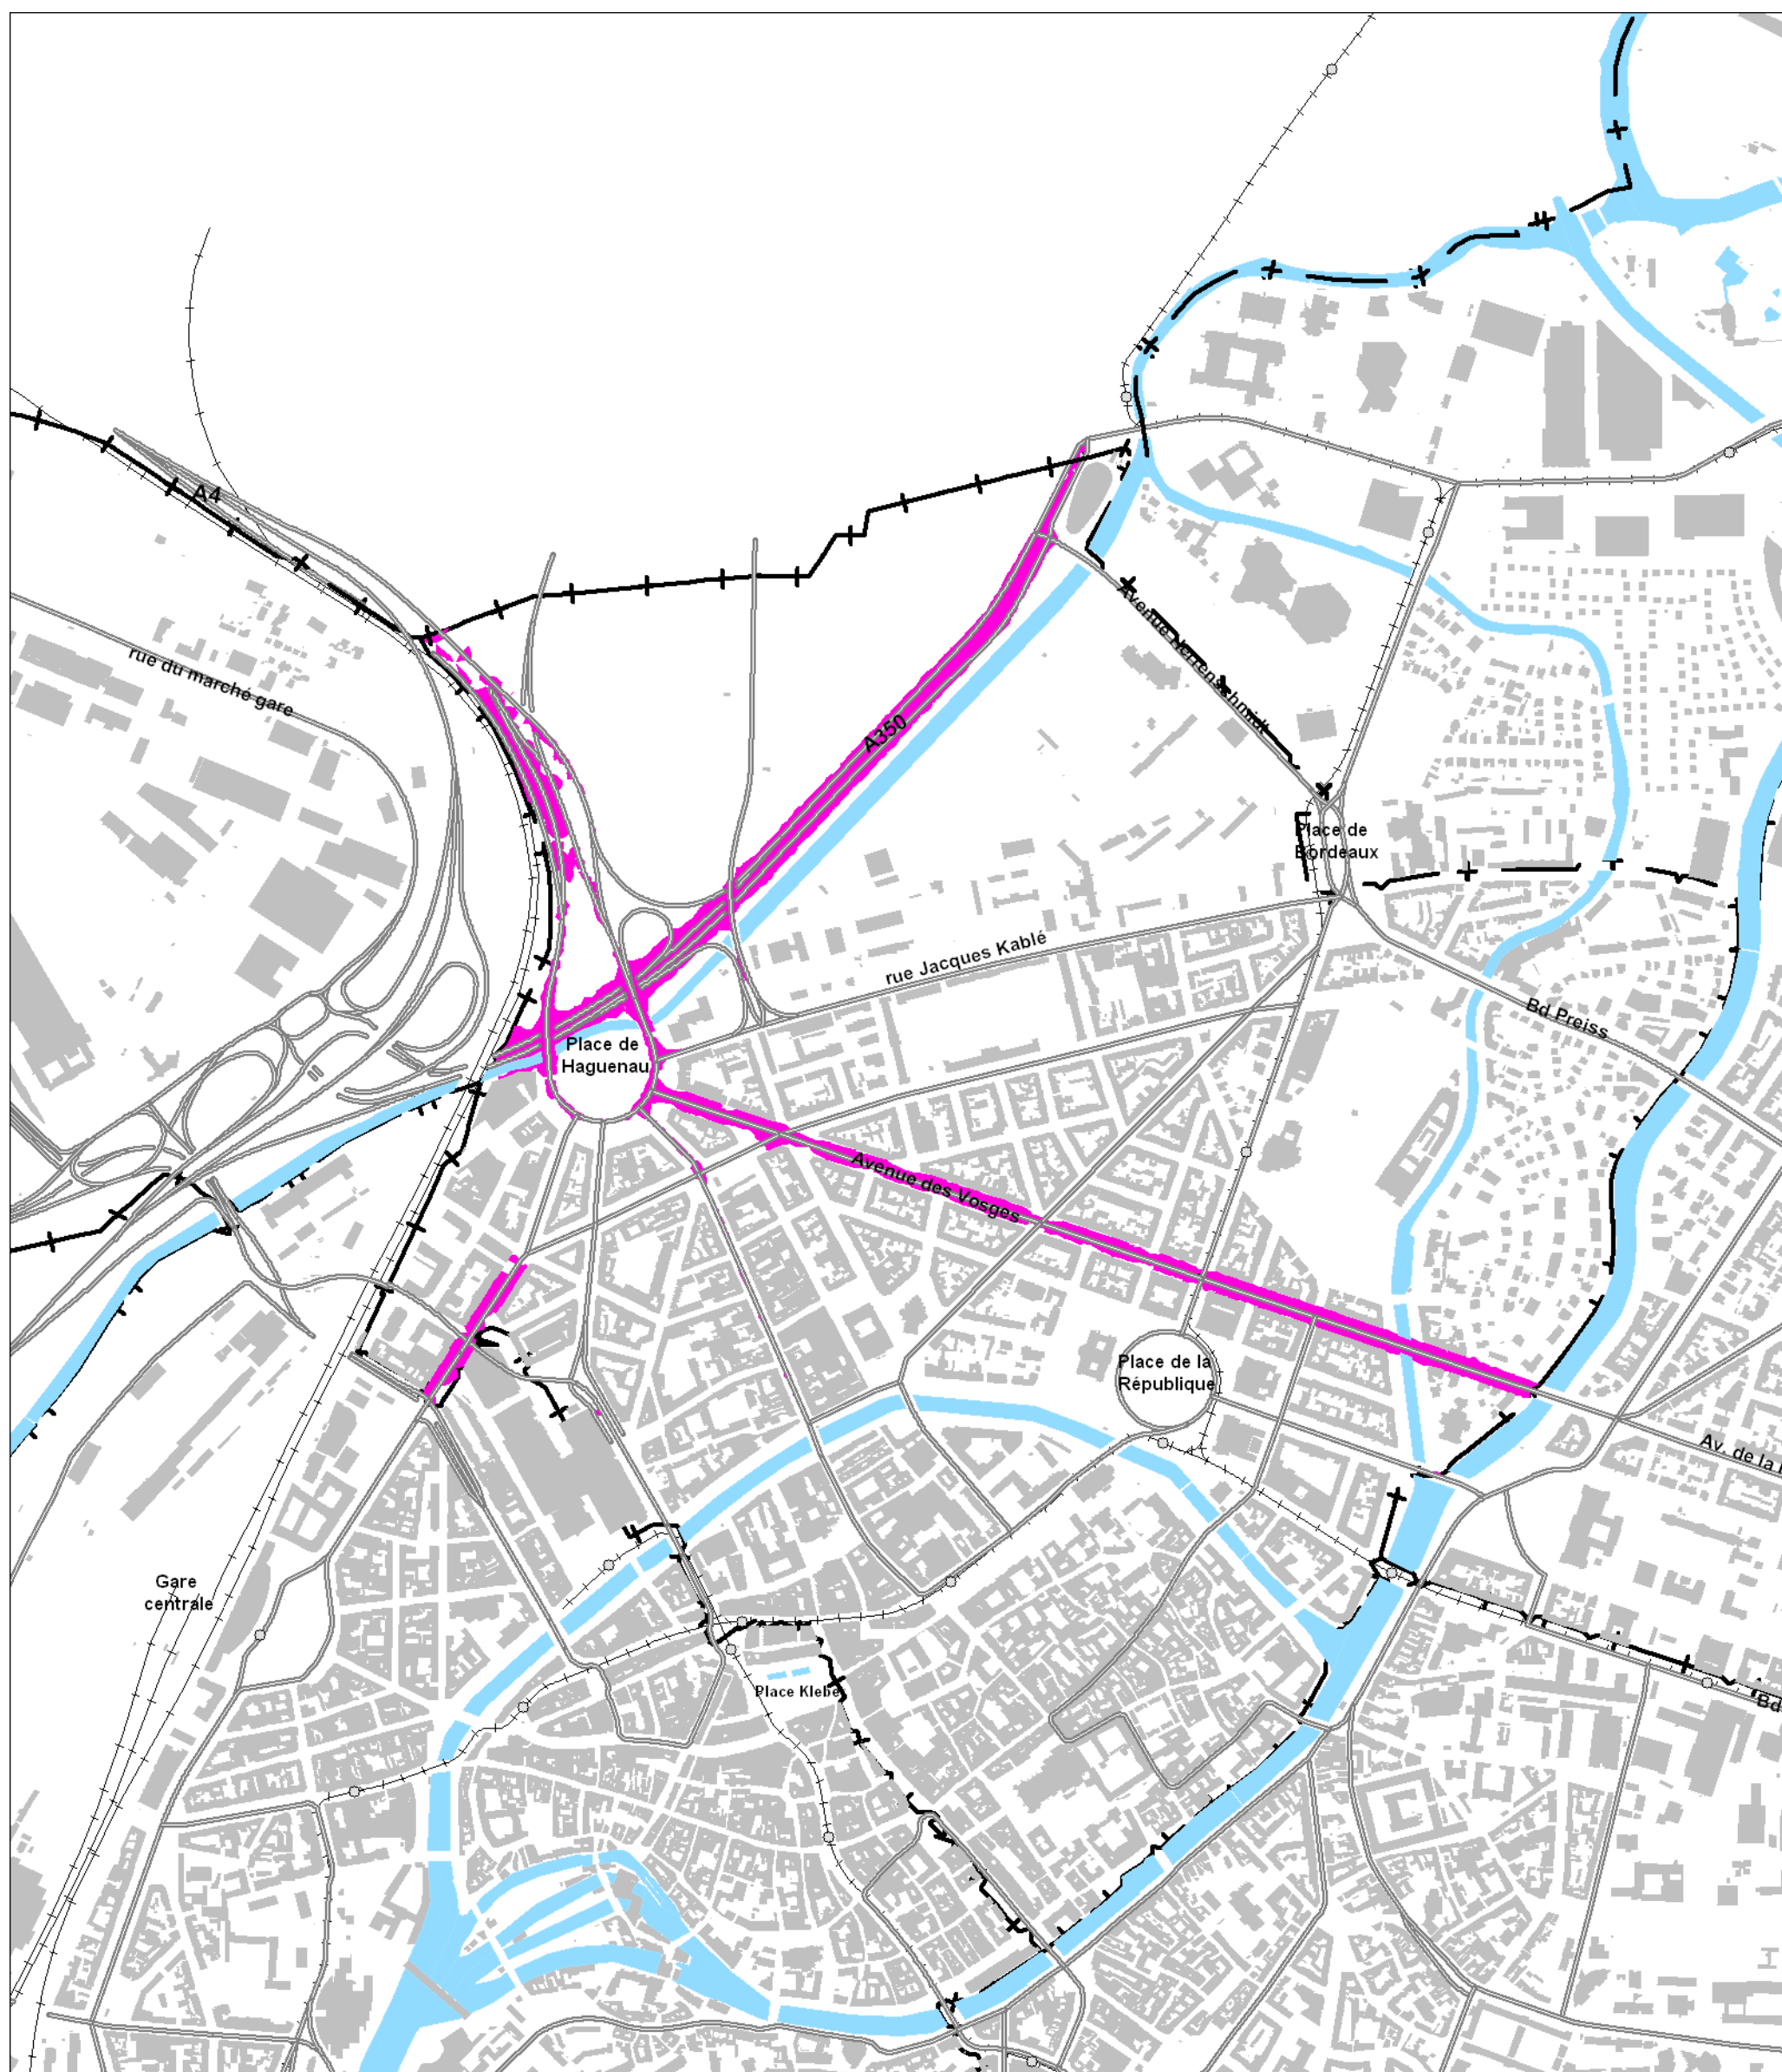 A4
rue du marché gare
Avenue Herrenschmidt
A350
Place de
Bordeaux
rue Jacques Kablé
Bd Preiss
Place de
Haguenau
Avenue des Vosges
Place de la
République
Av. de la
Gare
centrale
Place Klebe
Bd